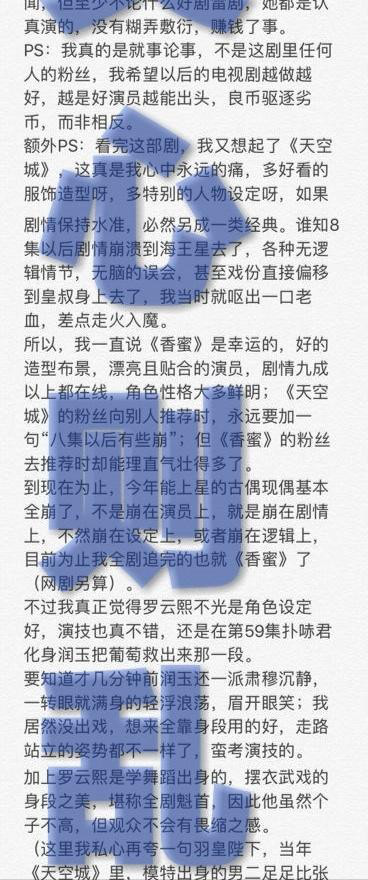 闻，但至少不论什么好剧雷剧，她都是认
真演的，没有糊弄敷衍，赚钱了事。
PS：我真的是就事论事，不是这剧里任何
人的粉丝，我希望以后的电视剧越做越
好，越是好演员越能出头，良币驱逐劣
币，而非相反。
额外PS：看完这部剧，我又想起了《天空
城》，这真是我心中永远的痛，多好看的
服饰造型呀，多特别的人物设定呀，如果
剧情保持水准，必然另成一类经典。谁知8
集以后剧情崩溃到海王星去了，各种无逻
辑情节，无脑的误会，甚至戏份直接偏移
到皇叔身上去了，我当时就呕出一口老
血，差点走火入魔。
所以，我一直说《香蜜》是幸运的，好的
造型布景，漂亮且贴合的演员，剧情九成
以上都在线，角色性格大多鲜明；《天空
城》的粉丝向别人推荐时，永远要加一
句“八集以后有些崩”；但《香蜜》的粉丝
去推荐时却能理直气壮得多了。
到现在为止，今年能上星的古偶现偶基本
全崩了，不是崩在演员上，就是崩在剧情
上，不然崩在设定上，或者崩在逻辑上，
目前为止我全剧追完的也就《香蜜》了
（网剧另算）。
不过我真正觉得罗云熙不光是角色设定
好，演技也真不错，还是在第59集扑哧君
化身润玉把葡萄救出来那一段。
要知道才几分钟前润玉还一派肃穆沉静，
一转眼就满身的轻浮浪荡，眉开眼笑；我
居然没出戏，想来全靠身段用的好，走路
站立的姿势都不一样了，蛮考演技的。
加上罗云熙是学舞蹈出身的，摆衣武戏的
身段之美，堪称全剧魁首，因此他虽然个
子不高，但观众不会有畏缩之感。
（这里我私心再夸一句羽皇陛下，当年
《天空城》里，模特出身的男二足足比张
心
则
乱